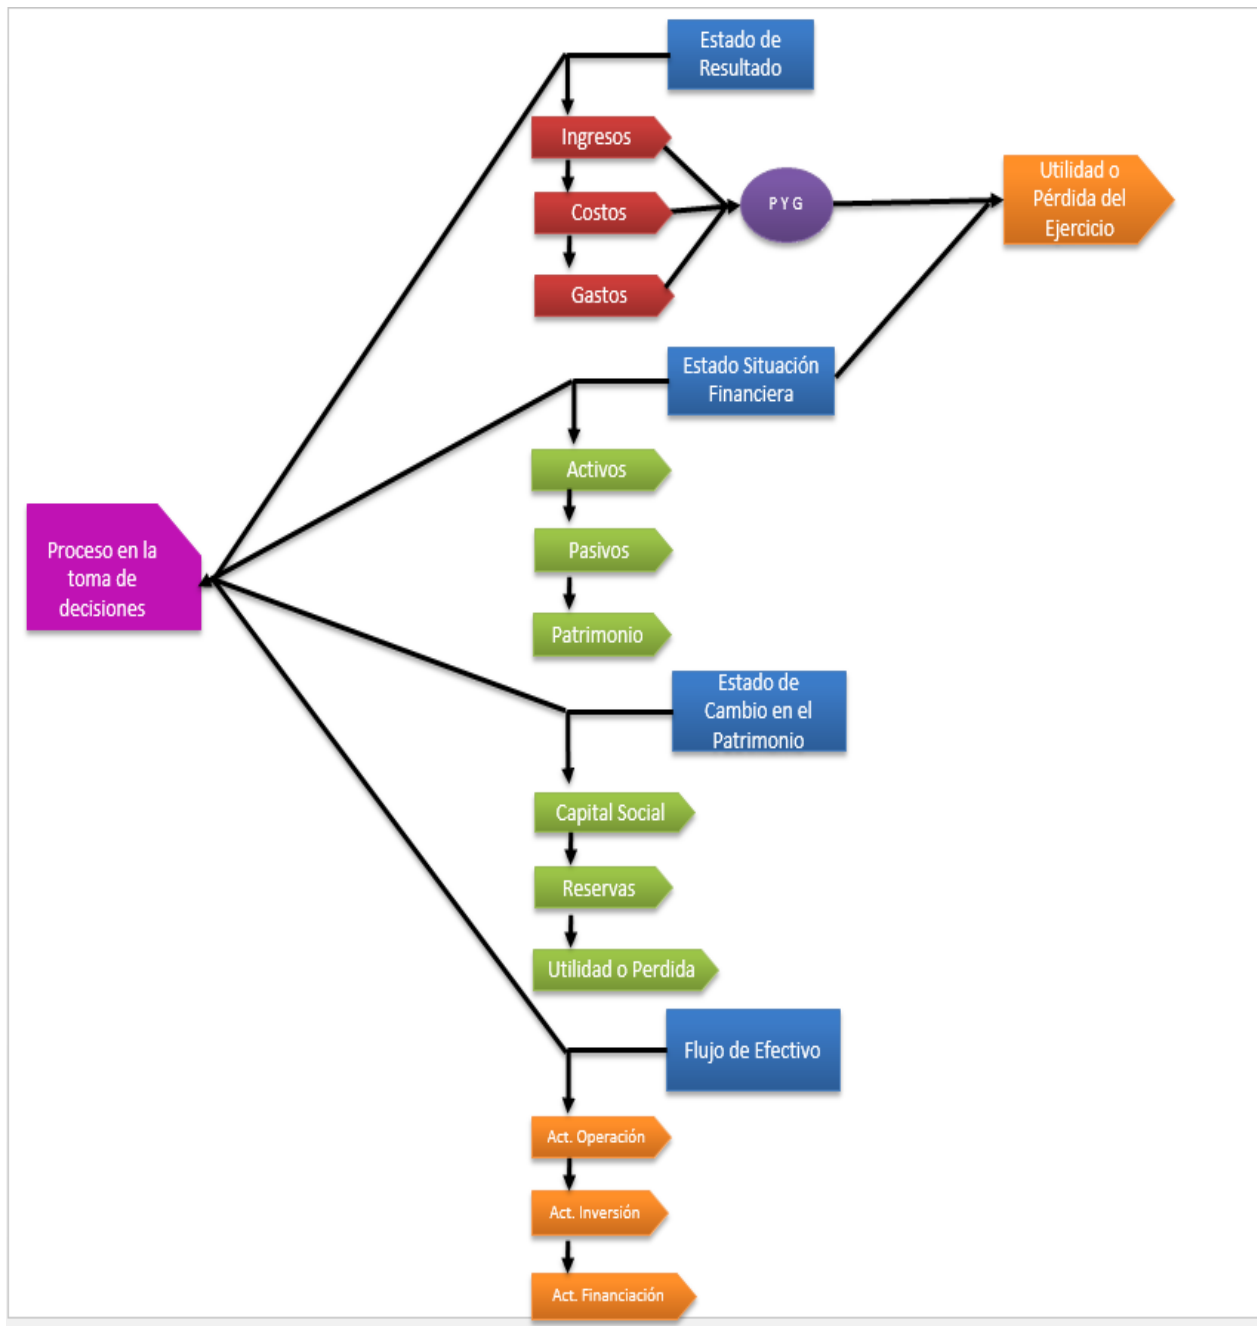 Estado de
Resultado
Ingresos
Costos
Gastos
P Y G
Utilidad o
Pérdida del
Ejercicio
Estado Situación
Financiera
Activos
Pasivos
Patrimonio
Proceso en la
toma de
decisiones
Estado de
Cambio en el
Patrimonio
Capital Social
Reservas
Utilidad o Perdida
Flujo de Efectivo
Act. Operación
Act. Inversión
Act. Financiación